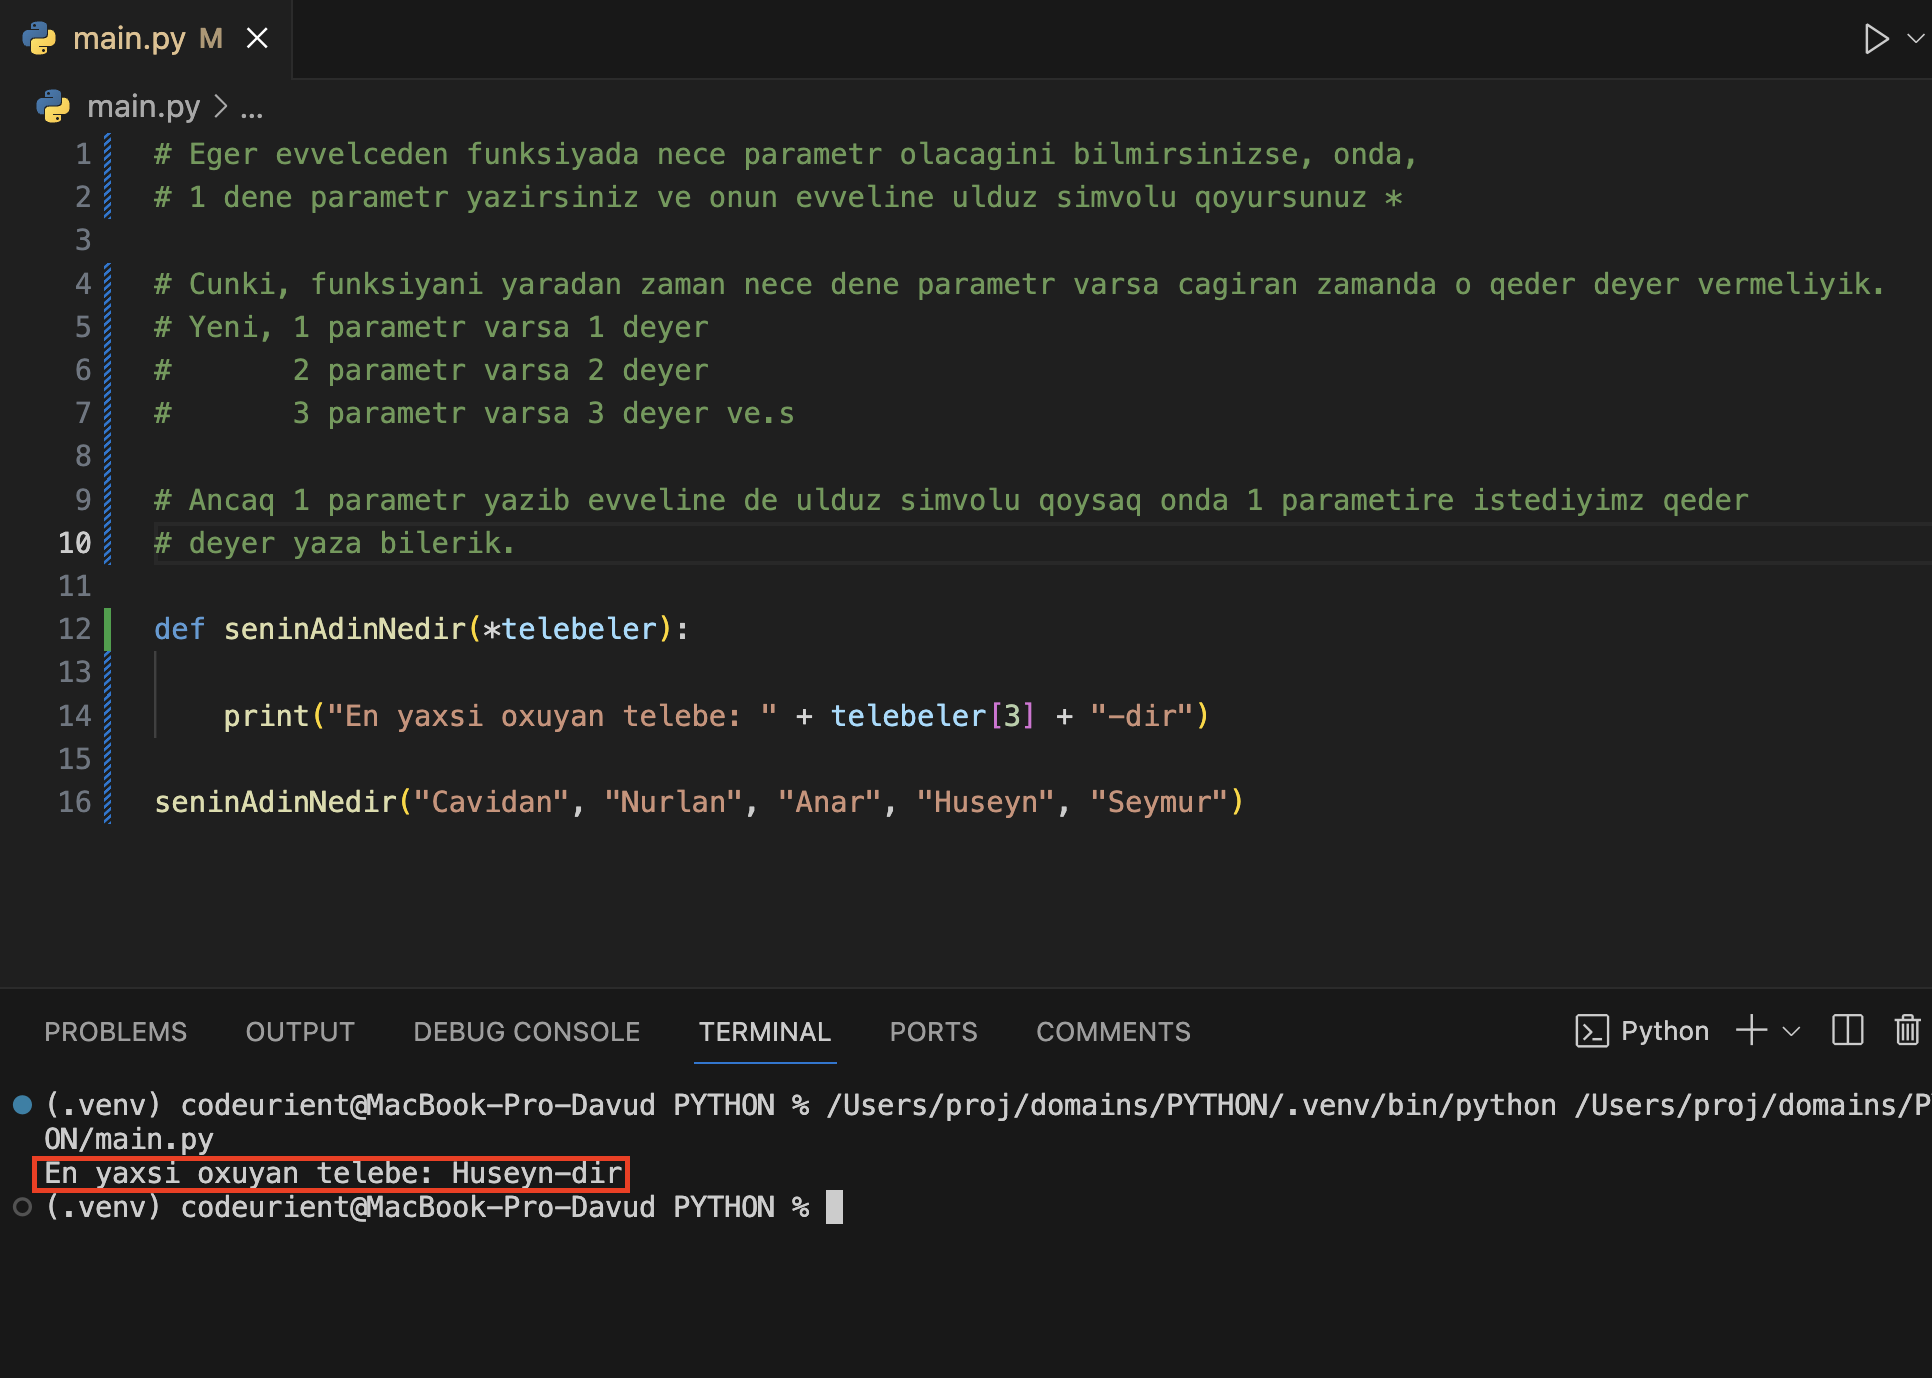 main.py M
main.py > ...
1 # Eger evvelceden funksiyada nece parametr olacagini bilmirsinizse, onda,
2 # 1 dene parametr yazirsiniz ve onun evveline ulduz simvolu qoyursunuz *
3
4 # Cunki, funksiyani yaradan zaman nece dene parametr varsa cagiran zamanda o qeder deyer vermeliyik.
5 # Yeni, 1 parametr varsa 1 deyer
6 #       2 parametr varsa 2 deyer
7 #       3 parametr varsa 3 deyer ve.s
8
9 # Ancaq 1 parametr yazib evveline de ulduz simvolu qoysaq onda 1 parametire istediyimz qeder
10 # deyer yaza bilerik.
11
12 def seninAdinNedir(*telebeler):
13
14     print("En yaxsi oxuyan telebe: " + telebeler[3] + "-dir")
15
16 seninAdinNedir("Cavidan", "Nurlan", "Anar", "Huseyn", "Seymur")
PROBLEMS OUTPUT DEBUG CONSOLE TERMINAL PORTS COMMENTS Python
(.venv) codeurient@MacBook-Pro-Davud PYTHON % /Users/proj/domains/PYTHON/.venv/bin/python /Users/proj/domains/P
ON/main.py
En yaxsi oxuyan telebe: Huseyn-dir
(.venv) codeurient@MacBook-Pro-Davud PYTHON %